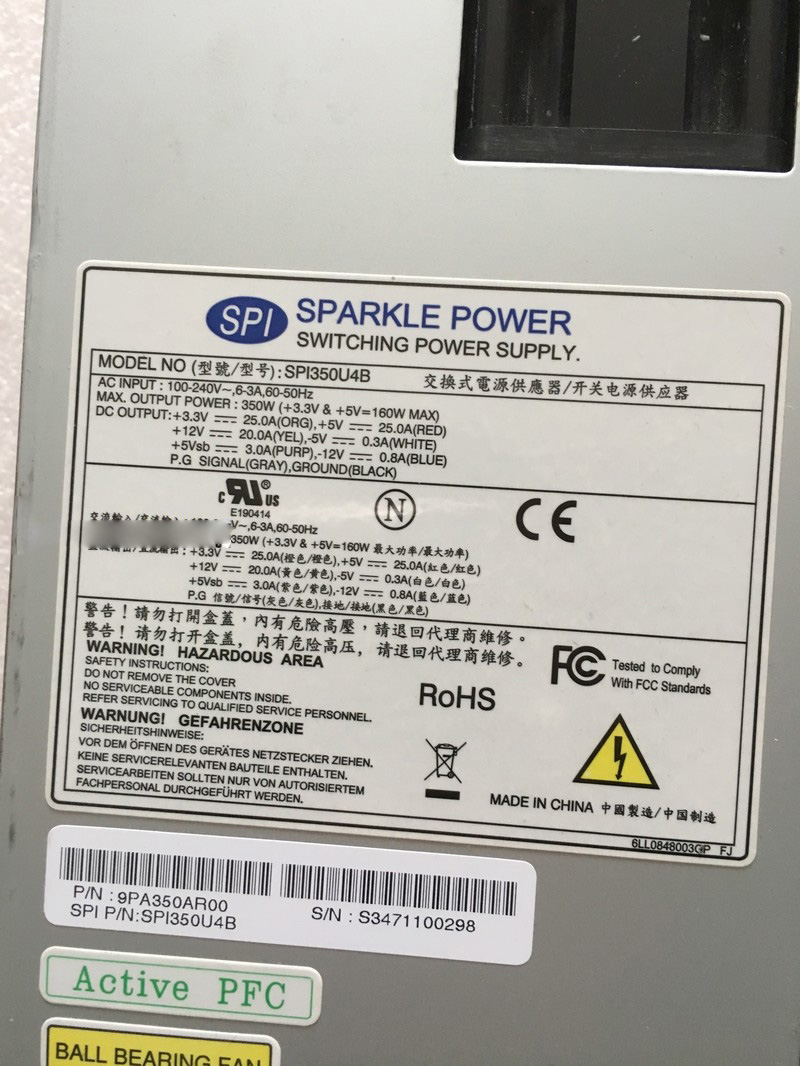 SPI SPARKLE POWER
SWITCHING POWER SUPPLY.
MODEL NO (型號/型号): SPI350U4B 交换式電源供應器/开关电源供应器
AC INPUT : 100-240V~,6-3A,60-50Hz
MAX. OUTPUT POWER : 350W (+3.3V & +5V=160W MAX)
DC OUTPUT:+3.3V ⎓ 25.0A(ORG),+5V ⎓ 25.0A(RED)
+12V ⎓ 20.0A(YEL),-5V ⎓ 0.3A(WHITE)
+5Vsb ⎓ 3.0A(PURP),-12V ⎓ 0.8A(BLUE)
P.G SIGNAL(GRAY),GROUND(BLACK)
c RU ® US
E190414
N
CE
V~,6-3A,60-50Hz
350W (+3.3V & +5V=160W 最大功率/最大功率)
+3.3V ⎓ 25.0A(橙色/橙色),+5V ⎓ 25.0A(紅色/红色)
+12V ⎓ 20.0A(黃色/黄色),-5V ⎓ 0.3A(白色/白色)
+5Vsb ⎓ 3.0A(紫色/紫色),-12V ⎓ 0.8A(藍色/蓝色)
P.G 信號/信号(灰色/灰色),接地/接地(黑色/黑色)
警告！請勿打開盒蓋，內有危險高壓，請退回代理商維修。
警告！请勿打开盒盖，内有危险高压，请退回代理商维修。
WARNING! HAZARDOUS AREA
SAFETY INSTRUCTIONS:
DO NOT REMOVE THE COVER
NO SERVICEABLE COMPONENTS INSIDE.
REFER SERVICING TO QUALIFIED SERVICE PERSONNEL.
WARNUNG! GEFAHRENZONE
SICHERHEITSHINWEISE:
VOR DEM ÖFFNEN DES GERÄTES NETZSTECKER ZIEHEN.
KEINE SERVICERELEVANTEN BAUTEILE ENTHALTEN.
SERVICEARBEITEN SOLLTEN NUR VON AUTORISIERTEM
FACHPERSONAL DURCHGEFÜHRT WERDEN.
FC Tested to Comply
With FCC Standards
RoHS
MADE IN CHINA 中國製造/中国制造
6LL0848003GP FJ
P/N : 9PA350AR00
SPI P/N:SPI350U4B
S/N : S3471100298
Active PFC
BALL BEARING FAN